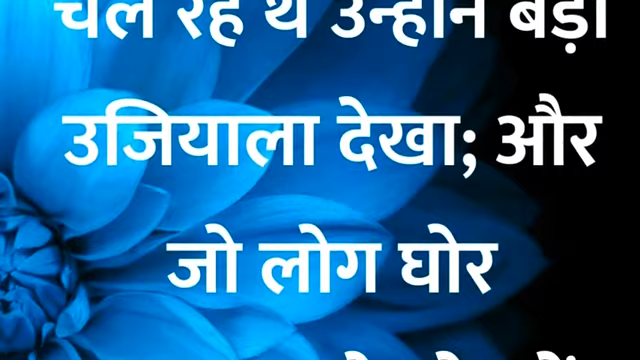 चल रहे थे उन्होंने बड़ा
उजियाला देखा; और
जो लोग घोर